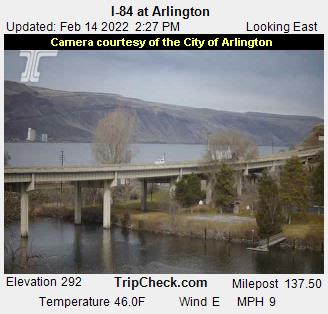 I-84 at Arlington
Updated: Feb 14 2022 2:27 PM Looking East
Camera courtesy of the City of Arlington
Elevation 292 TripCheck.com Milepost 137.50
Temperature 46.0F Wind E MPH 9